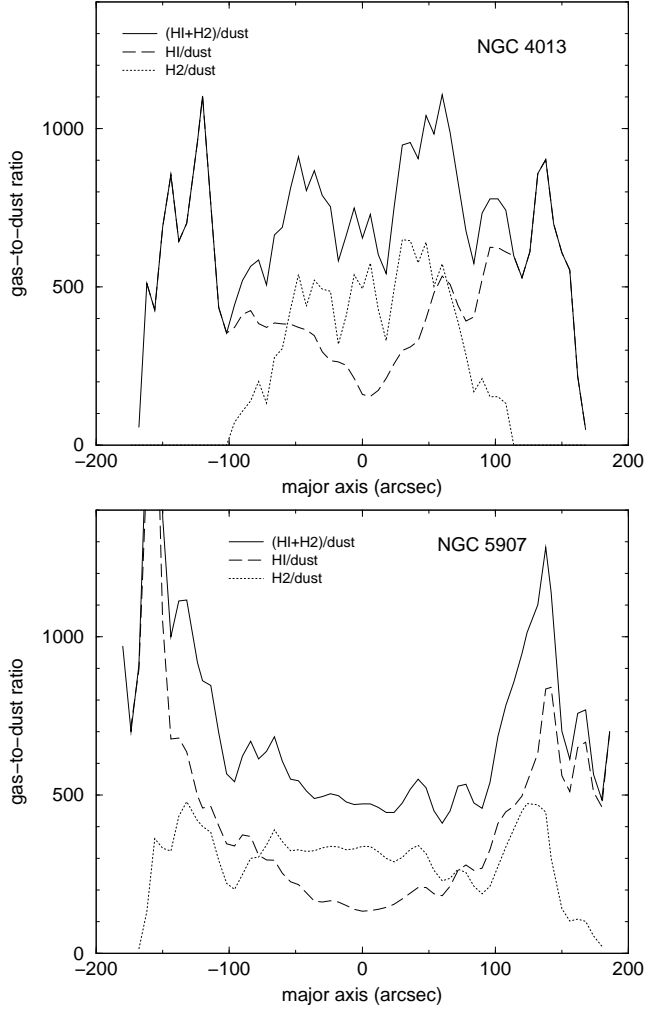 (HI+H2)/dust
HI/dust
H2/dust
NGC 4013
gas-to-dust ratio
1000
500
0
−200 −100 0 100 200
major axis (arcsec)
(HI+H2)/dust
HI/dust
H2/dust
NGC 5907
gas-to-dust ratio
1000
500
0
−200 −100 0 100 200
major axis (arcsec)